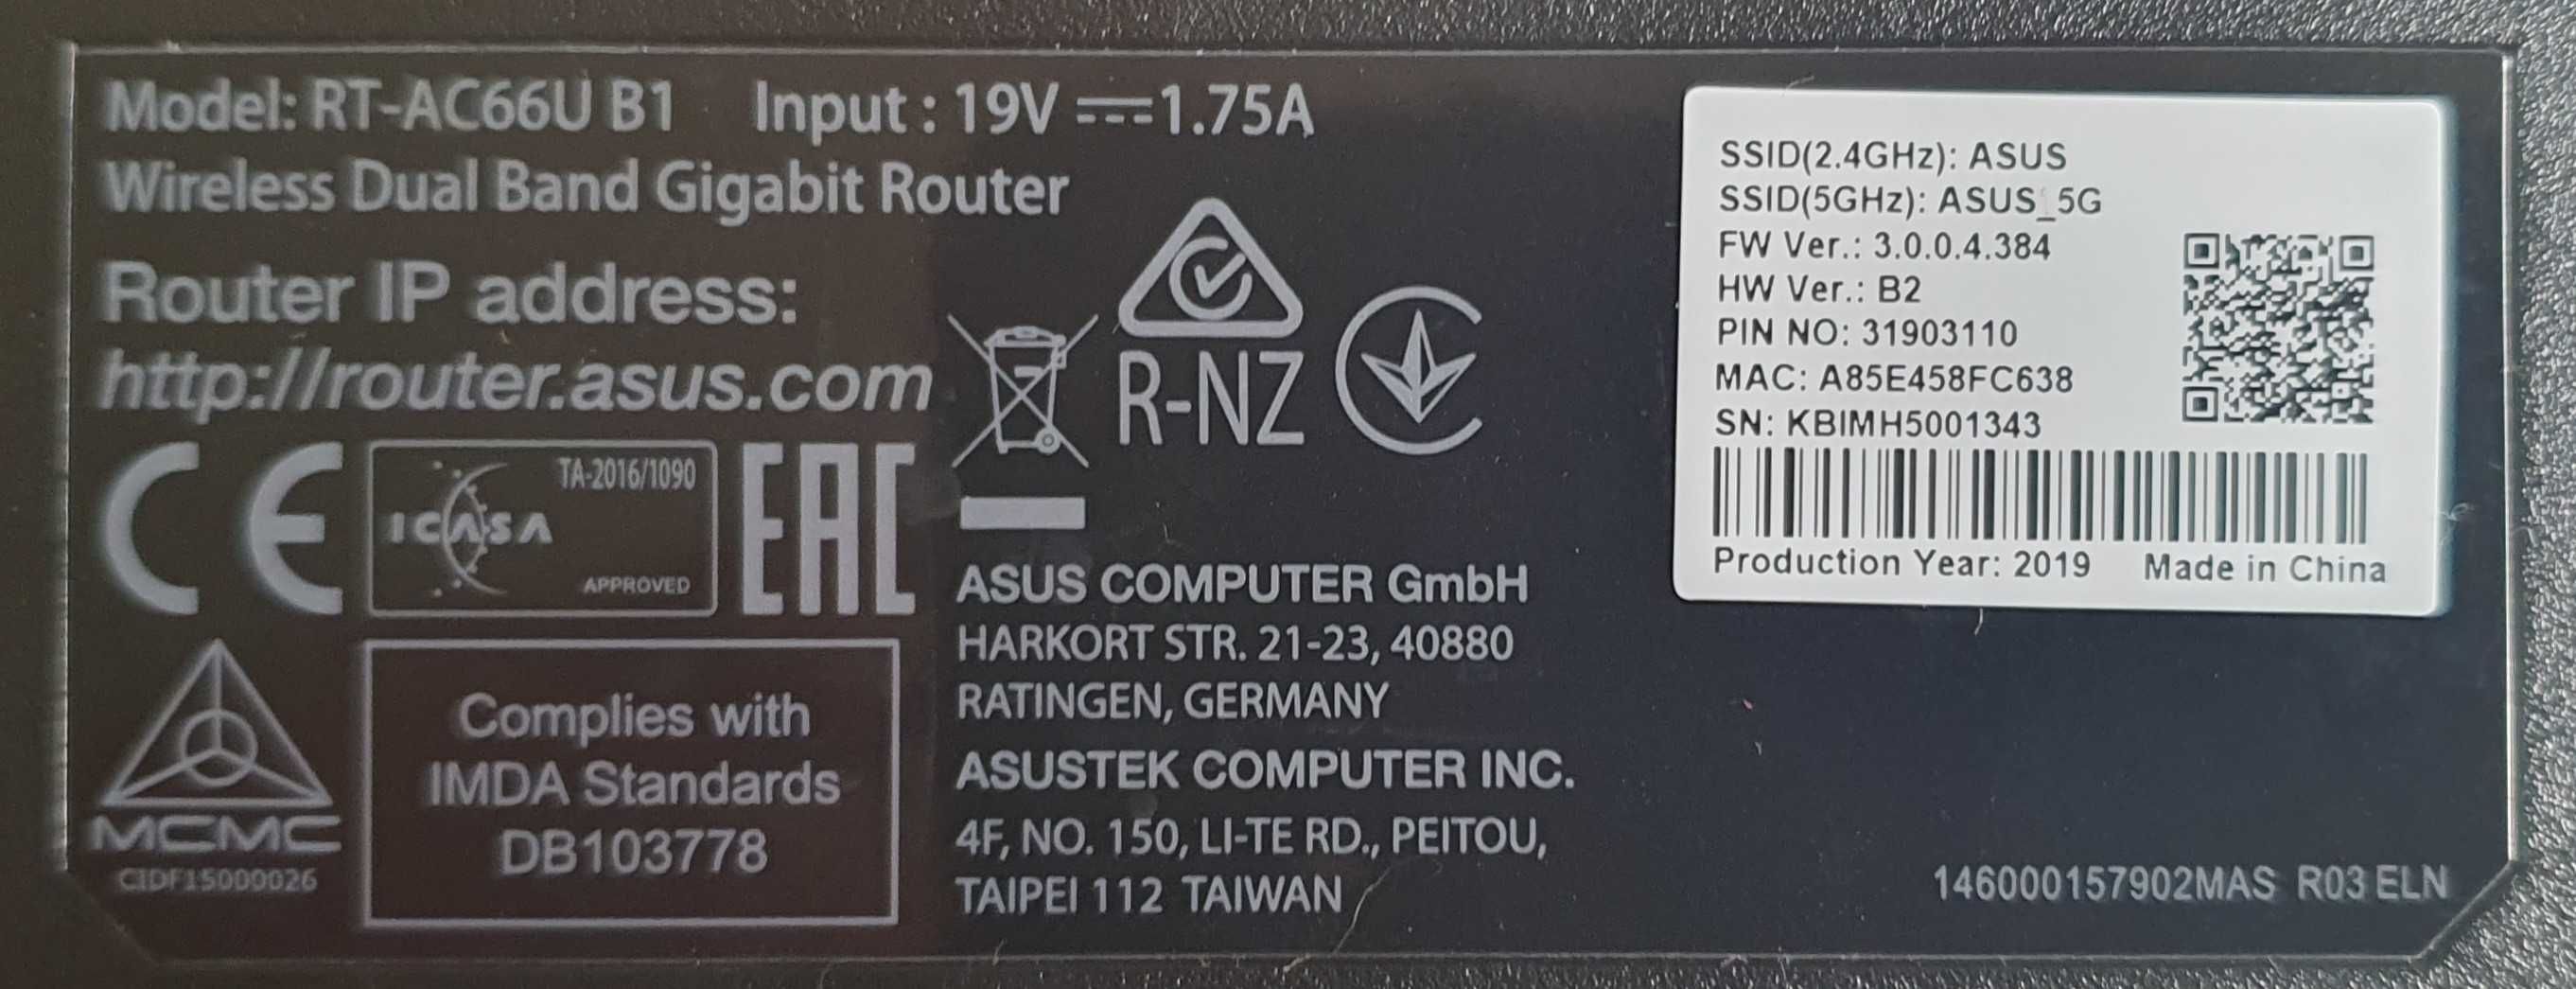 Model: RT-AC66U B1 Input : 19V 1.75A
Wireless Dual Band Gigabit Router
Router IP address:
http://router.asus.com
CE
ICASA
TA-2016/1090
APPROVED
EAC
R-NZ
MCMC
CIDF15000026
Complies with
IMDA Standards
DB103778
ASUS COMPUTER GmbH
HARKORT STR. 21-23, 40880
RATINGEN, GERMANY
ASUSTEK COMPUTER INC.
4F, NO. 150, LI-TE RD., PEITOU,
TAIPEI 112 TAIWAN
SSID(2.4GHz): ASUS
SSID(5GHz): ASUS_5G
FW Ver.: 3.0.0.4.384
HW Ver.: B2
PIN NO: 31903110
MAC: A85E458FC638
SN: KBIMH5001343
Production Year: 2019 Made in China
146000157902MAS R03 ELN